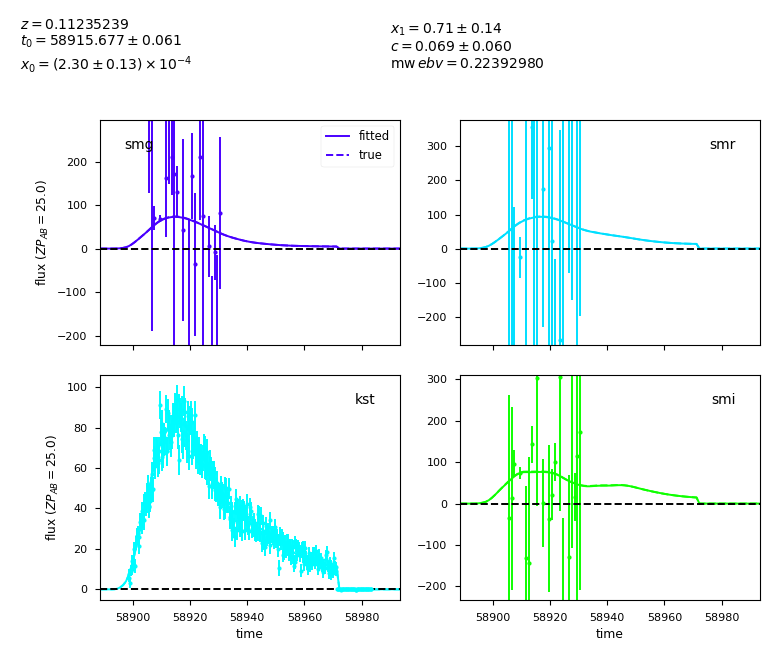 z = 0.11235239
t0 = 58915.677 ± 0.061
x0 = (2.30 ± 0.13) × 10^−4
x1 = 0.71 ± 0.14
c = 0.069 ± 0.060
mw ebv = 0.22392980
smg
fitted
true
flux (ZP_AB = 25.0)
200
100
0
−100
−200
smr
300
200
100
0
−100
−200
kst
flux (ZP_AB = 25.0)
100
80
60
40
20
0
58900 58920 58940 58960 58980
time
smi
300
200
100
0
−100
−200
58900 58920 58940 58960 58980
time